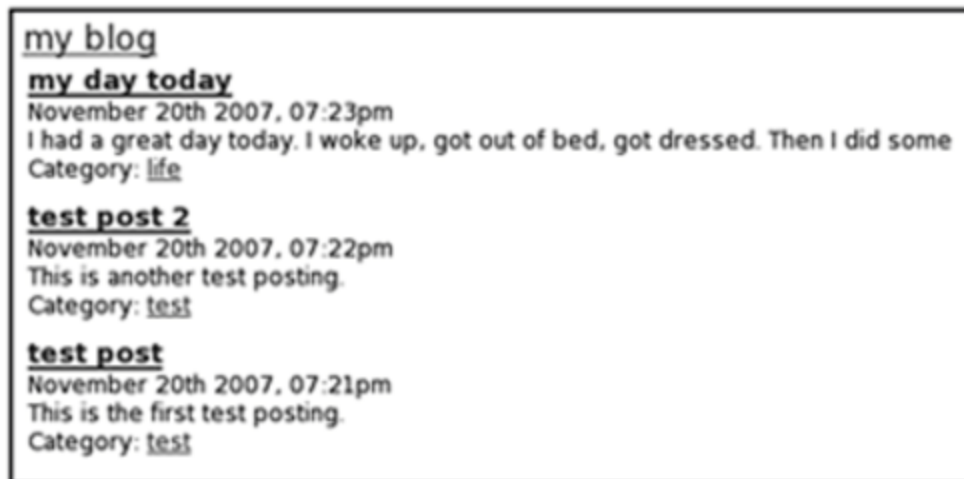 my blog
my day today
November 20th 2007, 07:23pm
I had a great day today. I woke up, got out of bed, got dressed. Then I did some
Category: life
test post 2
November 20th 2007, 07:22pm
This is another test posting.
Category: test
test post
November 20th 2007, 07:21pm
This is the first test posting.
Category: test